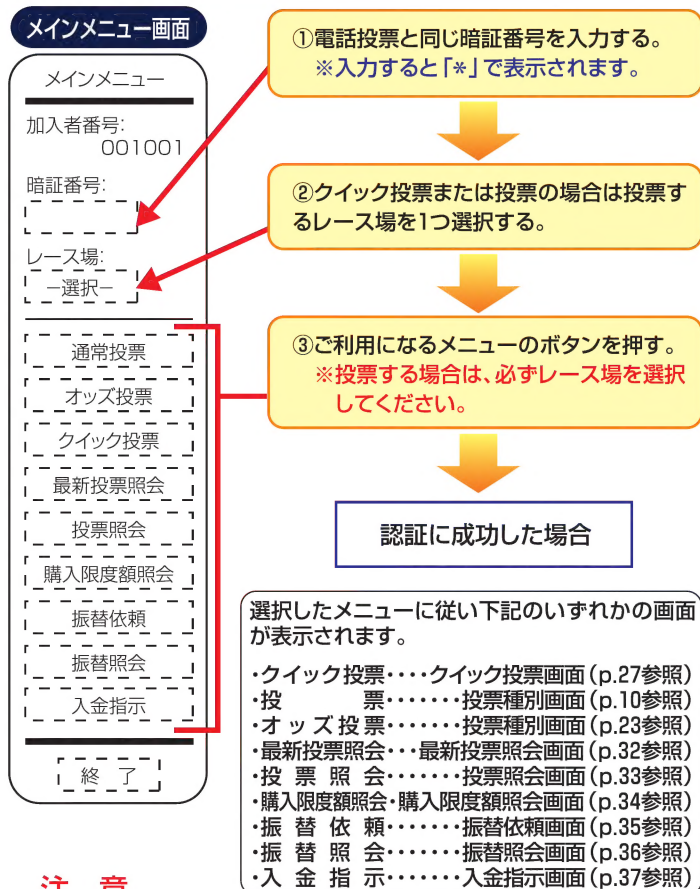 メインメニュー画面
メインメニュー
加入者番号:
001001
暗証番号:
レース場:
−選択−
通常投票
オッズ投票
クイック投票
最新投票照会
投票照会
購入限度額照会
振替依頼
振替照会
入金指示
終 了
①電話投票と同じ暗証番号を入力する。
※入力すると「*」で表示されます。
②クイック投票または投票の場合は投票す
るレース場を1つ選択する。
③ご利用になるメニューのボタンを押す。
※投票する場合は、必ずレース場を選択
してください。
認証に成功した場合
選択したメニューに従い下記のいずれかの画面
が表示されます。
・クイック投票‥‥クイック投票画面(p.27参照)
・投 票‥‥‥‥投票種別画面(p.10参照)
・オッズ投票‥‥‥‥投票種別画面(p.23参照)
・最新投票照会‥‥最新投票照会画面(p.32参照)
・投票照会‥‥‥‥投票照会画面(p.33参照)
・購入限度額照会・購入限度額照会画面(p.34参照)
・振替依頼‥‥‥‥振替依頼画面(p.35参照)
・振替照会‥‥‥‥振替照会画面(p.36参照)
・入金指示‥‥‥‥入金指示画面(p.37参照)
注 意